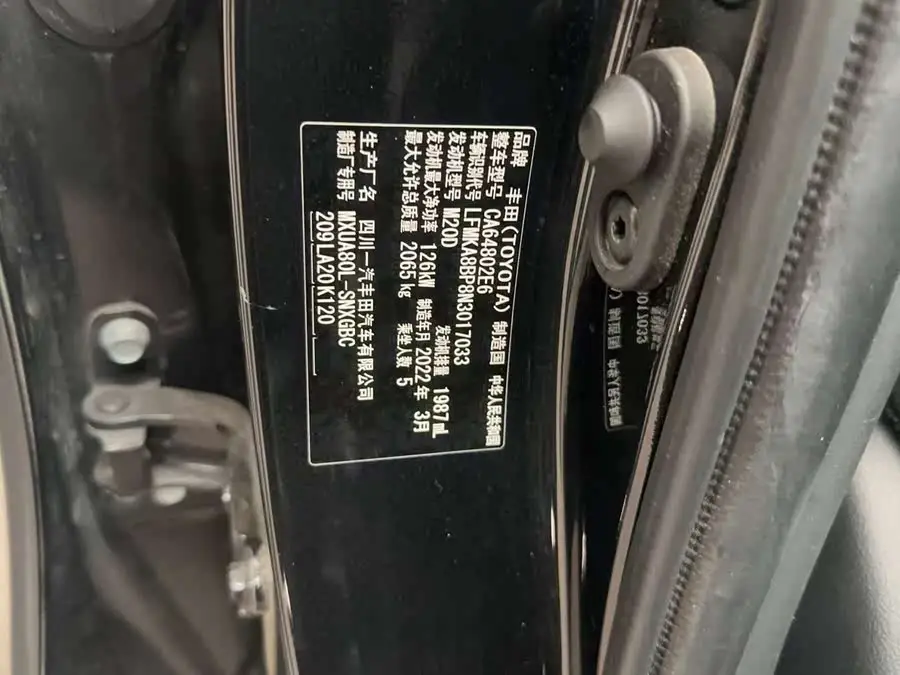 品牌 丰田(TOYOTA) 制造国 中华人民共和国
整车型号 CA64802E6
车辆识别代号 LFMKA8BP8N3017033
发动机型号 M20D 发动机排量 1987mL
发动机最大净功率 126kW 制造年月 2022年 3月
最大允许总质量 2065kg 乘坐人数 5
生产厂名 四川一汽丰田汽车有限公司
制造厂专用号 MXUA80L-SNXGBC
209LA20K120